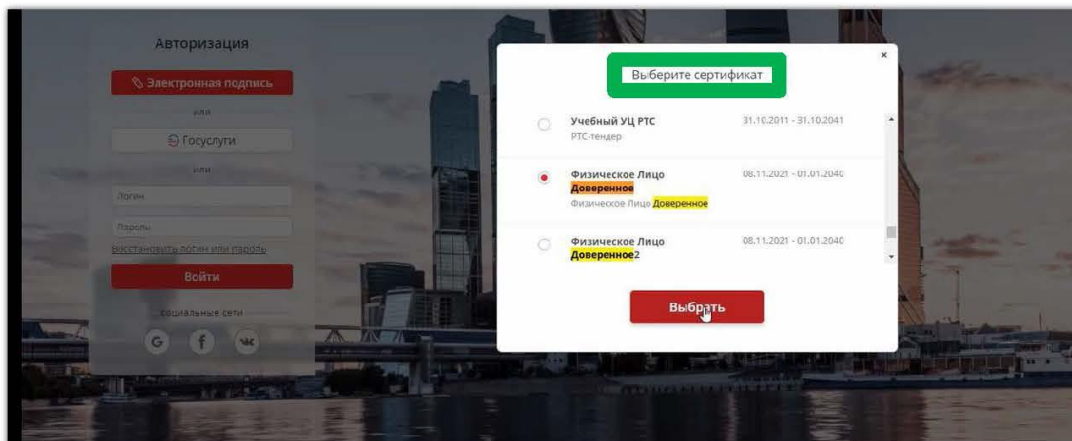 Авторизация
Электронная подпись
или
Госуслуги
или
Логин
Пароль
Восстановить логин или пароль
Войти
социальные сети
Выберите сертификат
Учебный УЦ РТС
31.10.2011 - 31.10.2041
РТС-тендер
Физическое Лицо
08.11.2021 - 01.01.2040
Доверенное
Физическое Лицо Доверенное
Физическое Лицо
08.11.2021 - 01.01.2040
Доверенное2
Выбрать